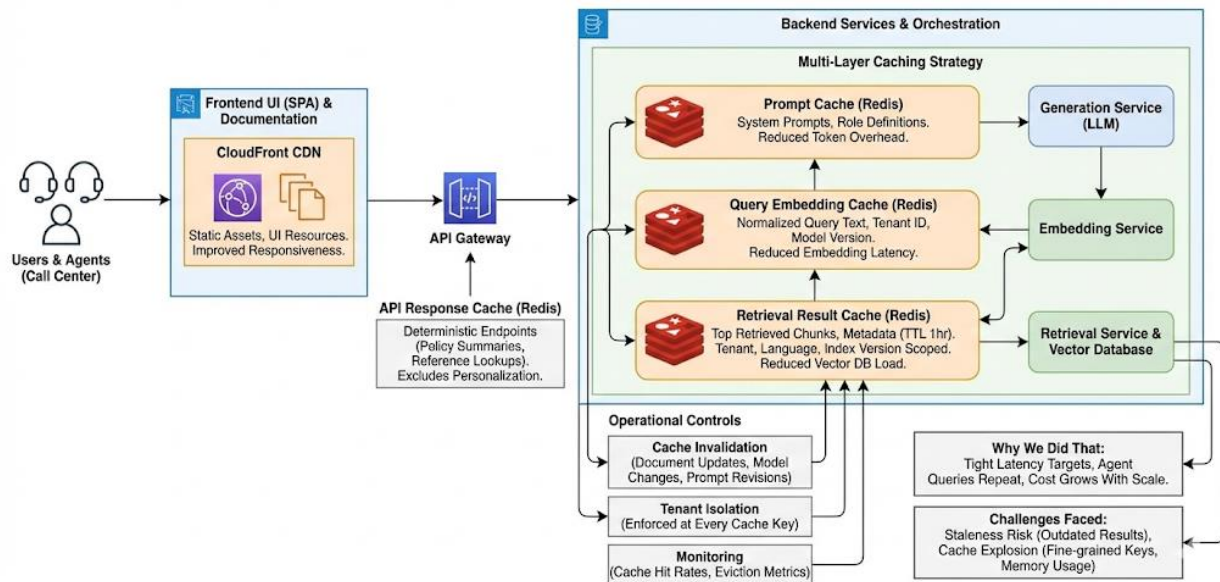 Backend Services & Orchestration
Multi-Layer Caching Strategy
Frontend UI (SPA) &
Documentation
CloudFront CDN
Static Assets, UI Resources.
Improved Responsiveness.
Users & Agents
(Call Center)
</>
API Gateway
API Response Cache (Redis)
Deterministic Endpoints
(Policy Summaries,
Reference Lookups).
Excludes Personalization.
Prompt Cache (Redis)
System Prompts, Role Definitions.
Reduced Token Overhead.
Generation Service
(LLM)
Query Embedding Cache (Redis)
Normalized Query Text, Tenant ID,
Model Version.
Reduced Embedding Latency.
Embedding Service
Retrieval Result Cache (Redis)
Top Retrieved Chunks, Metadata (TTL 1hr).
Tenant, Language, Index Version Scoped.
Reduced Vector DB Load.
Retrieval Service &
Vector Database
Operational Controls
Cache Invalidation
(Document Updates, Model
Changes, Prompt Revisions)
Tenant Isolation
(Enforced at Every Cache Key)
Monitoring
(Cache Hit Rates, Eviction Metrics)
Why We Did That:
Tight Latency Targets, Agent
Queries Repeat, Cost Grows With Scale.
Challenges Faced:
Staleness Risk (Outdated Results),
Cache Explosion (Fine-grained Keys,
Memory Usage)